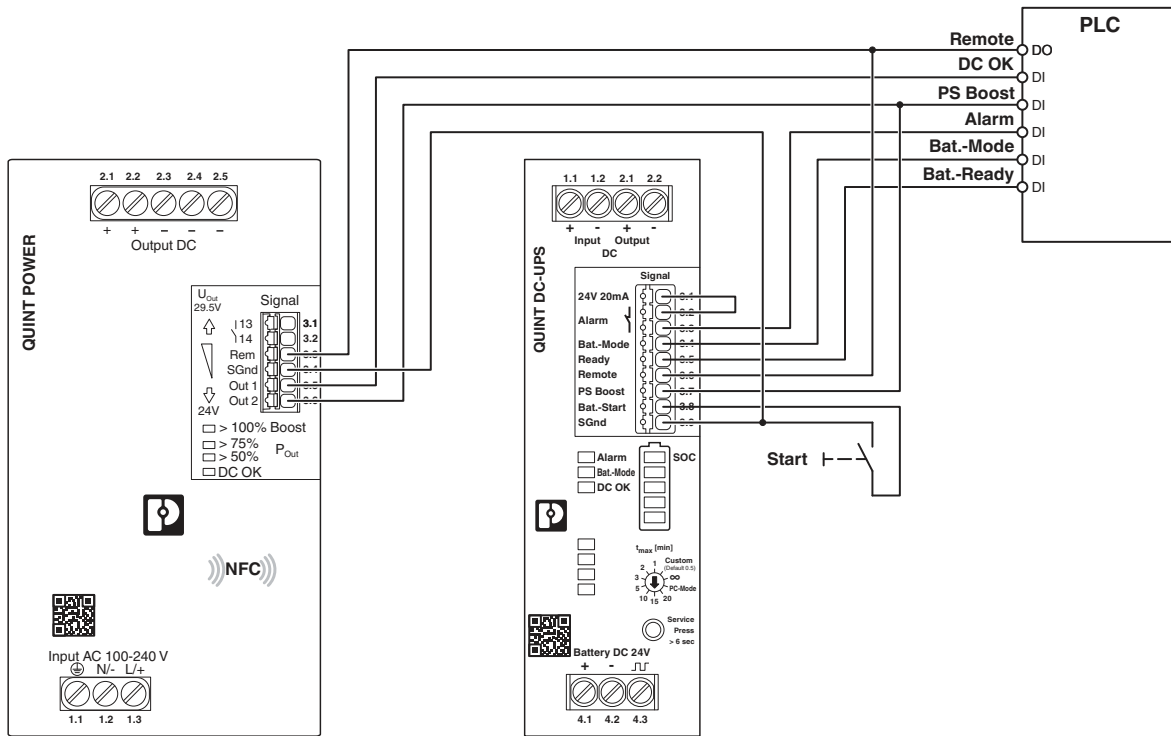 PLC
Remote DO
DC OK DI
PS Boost DI
Alarm DI
Bat.-Mode DI
Bat.-Ready DI
QUINT POWER
2.1 2.2 2.3 2.4 2.5
+ + – – –
Output DC
UOut
29.5V
Signal
13 3.1
14 3.2
Rem
SGnd
Out 1
Out 2
24V
> 100% Boost
> 75%
> 50%
POut
DC OK
NFC
Input AC 100-240 V
N/- L/+
1.1 1.2 1.3
QUINT DC-UPS
1.1 1.2 2.1 2.2
+ - + -
Input Output
DC
Signal
24V 20mA
Alarm
Bat.-Mode
Ready
Remote
PS Boost
Bat.-Start 3.8
SGnd
Start
Alarm SOC
Bat.-Mode
DC OK
tmax [min]
1 Custom
2 (Default 0.5)
3 ∞
5 PC-Mode
10 15 20
Service
Press
> 6 sec
Battery DC 24V
+ -
4.1 4.2 4.3